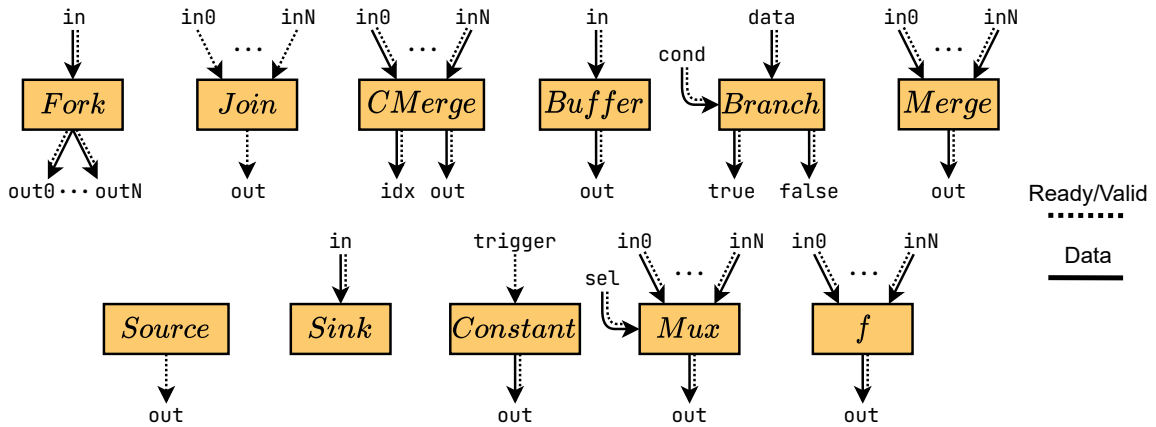 in in0 inN in0 inN in data in0 inN
... ... ...
cond
Fork Join CMerge Buffer Branch Merge
out0 ... outN out idx out out true false out
Ready/Valid
in trigger in0 inN in0 inN
Data
sel ... ...
Source Sink Constant Mux f
out out out out